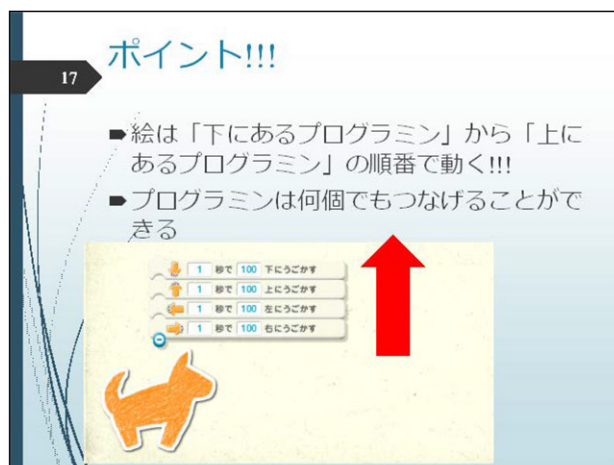 ポイント!!!
17
絵は「下にあるプログラミン」から「上に
あるプログラミン」の順番で動く!!!
プログラミンは何個でもつなげることがで
きる
1 秒で 100 下にうごかす
1 秒で 100 上にうごかす
1 秒で 100 左にうごかす
1 秒で 100 右にうごかす